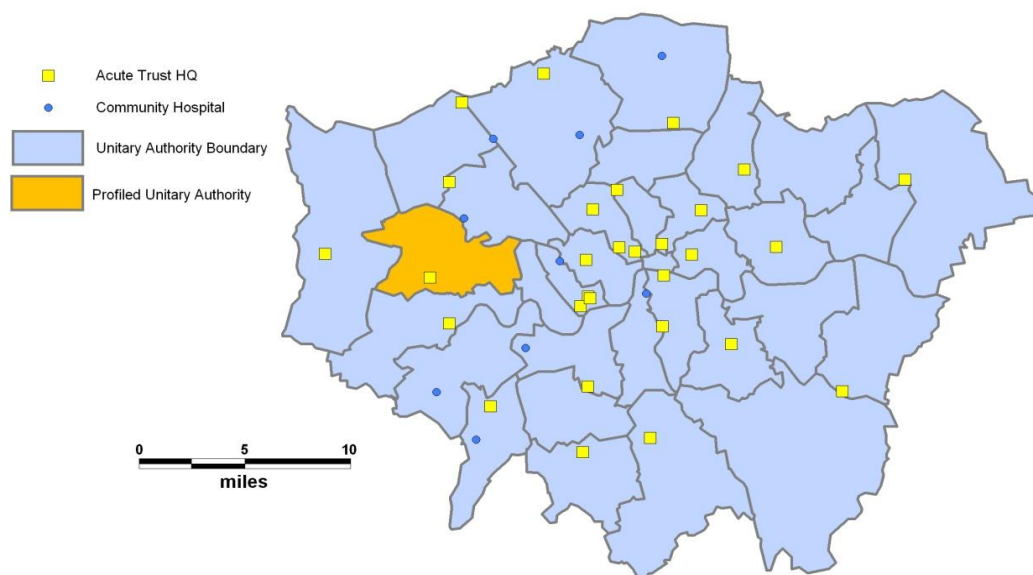 Acute Trust HQ
Community Hospital
Unitary Authority Boundary
Profiled Unitary Authority
0 5 10
miles